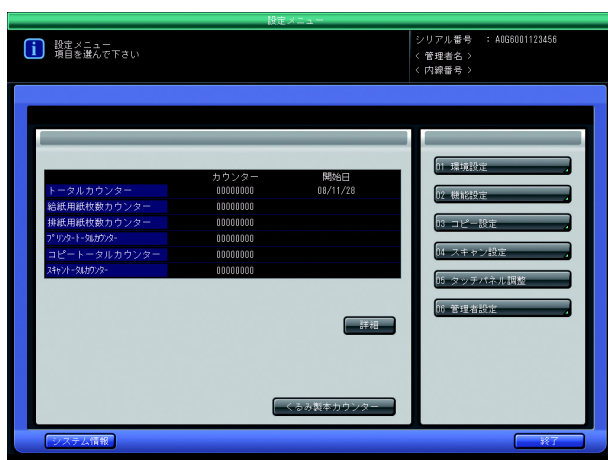 設定メニュー
設定メニュー
項目を選んで下さい
シリアル番号 : A0G6001123456
< 管理者名 >
< 内線番号 >
カウンター 開始日
トータルカウンター 00000000 08/11/28
給紙用紙枚数カウンター 00000000
排紙用紙枚数カウンター 00000000
プリンタートータルカウンター 00000000
コピートータルカウンター 00000000
スキャントータルカウンター 00000000
詳細
くるみ製本カウンター
01 環境設定
02 機能設定
03 コピー設定
04 スキャン設定
05 タッチパネル調整
06 管理者設定
システム情報
終了